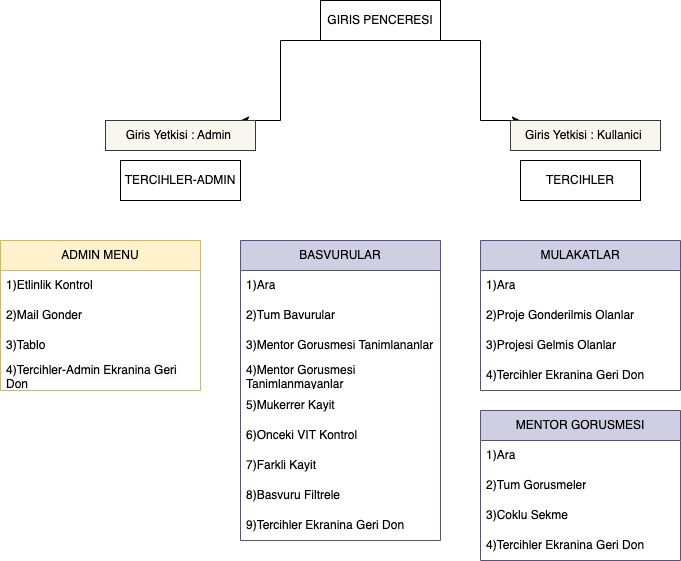 GIRIS PENCERESI
Giris Yetkisi : Admin
Giris Yetkisi : Kullanici
TERCIHLER-ADMIN
TERCIHLER
ADMIN MENU
1)Etlinlik Kontrol
2)Mail Gonder
3)Tablo
4)Tercihler-Admin Ekranina Geri
Don
BASVURULAR
1)Ara
2)Tum Bavurular
3)Mentor Gorusmesi Tanimlananlar
4)Mentor Gorusmesi
Tanimlanmayanlar
5)Mukerrer Kayit
6)Onceki VIT Kontrol
7)Farkli Kayit
8)Basvuru Filtrele
9)Tercihler Ekranina Geri Don
MULAKATLAR
1)Ara
2)Proje Gonderilmis Olanlar
3)Projesi Gelmis Olanlar
4)Tercihler Ekranina Geri Don
MENTOR GORUSMESI
1)Ara
2)Tum Gorusmeler
3)Coklu Sekme
4)Tercihler Ekranina Geri Don